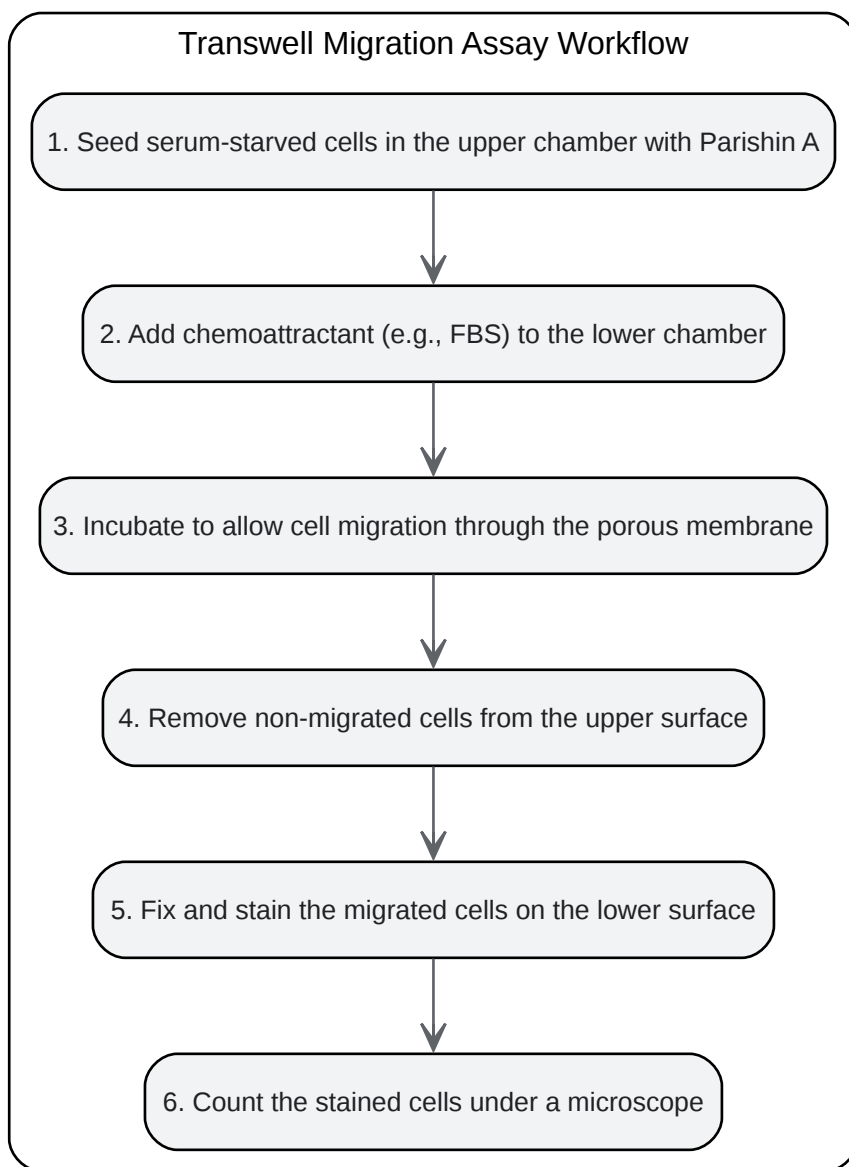 Transwell Migration Assay Workflow
1. Seed serum-starved cells in the upper chamber with Parishin A
2. Add chemoattractant (e.g., FBS) to the lower chamber
3. Incubate to allow cell migration through the porous membrane
4. Remove non-migrated cells from the upper surface
5. Fix and stain the migrated cells on the lower surface
6. Count the stained cells under a microscope